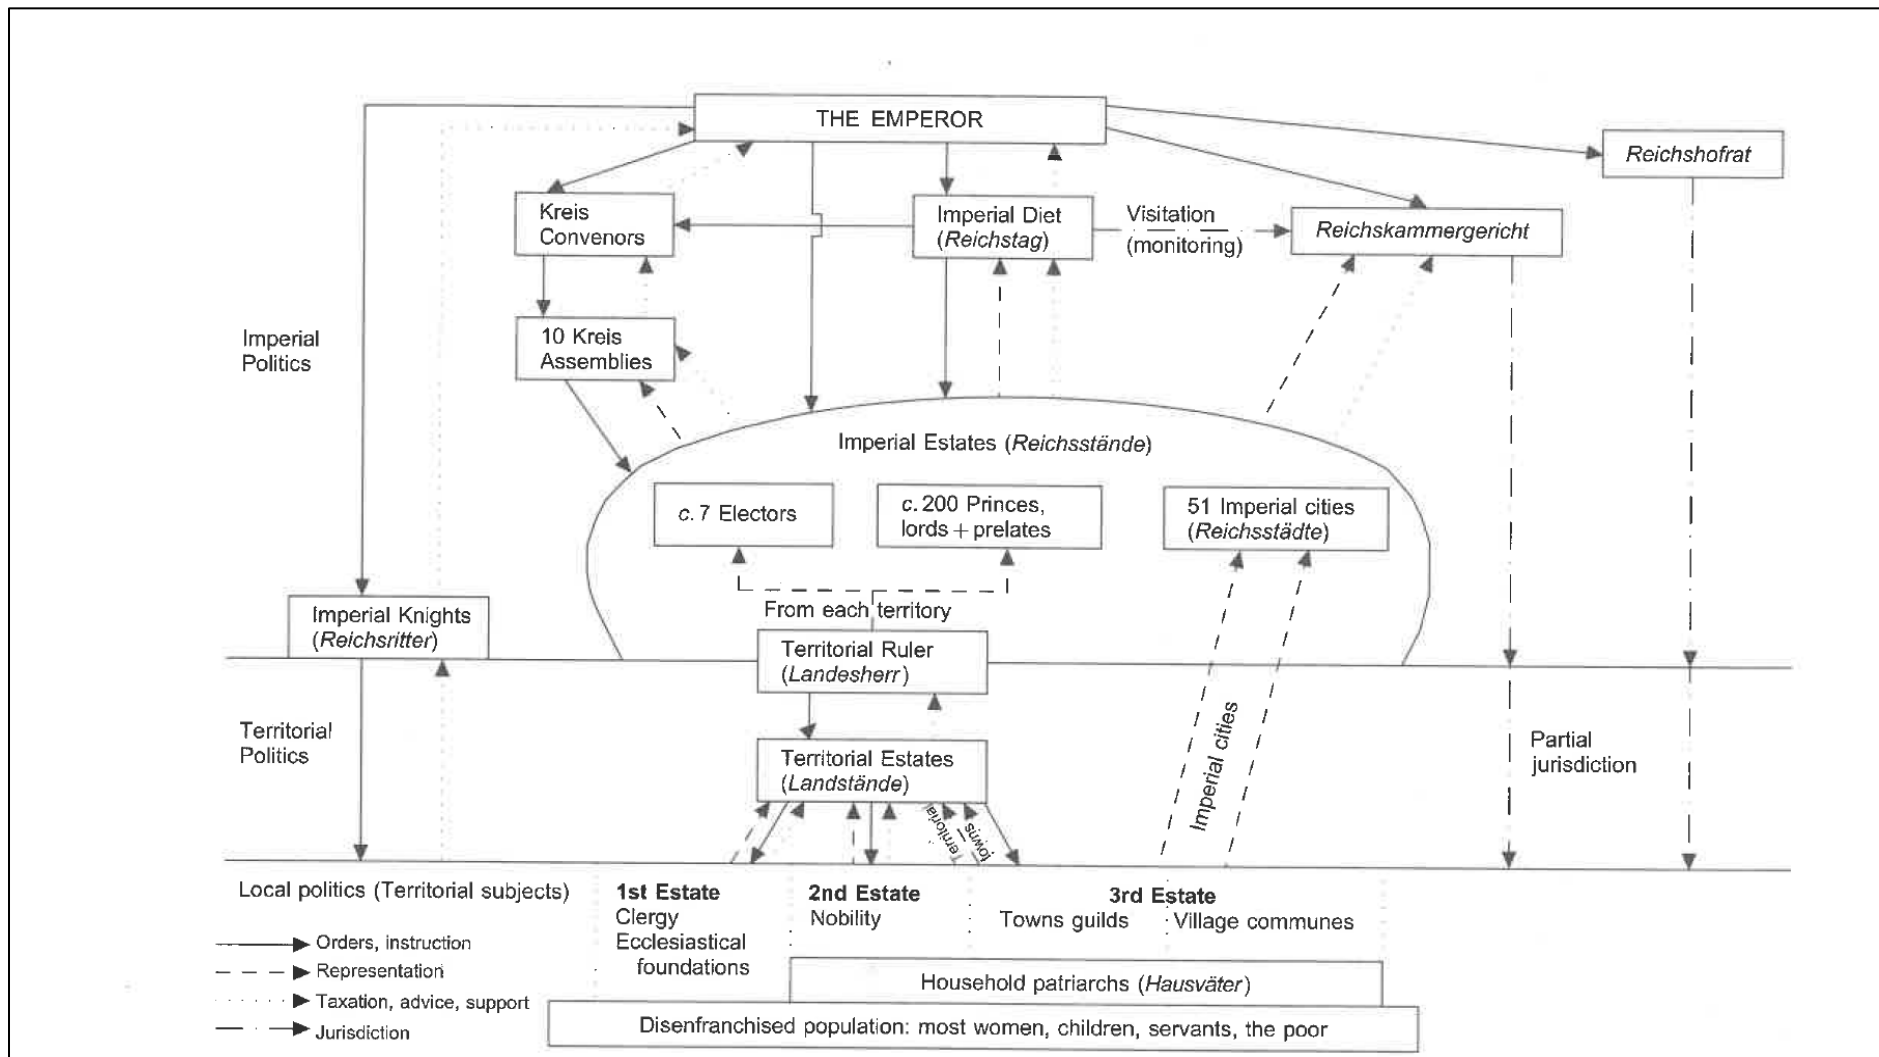 THE EMPEROR
Reichshofrat
Kreis
Convenors
Imperial Diet
(Reichstag)
Visitation
(monitoring)
Reichskammergericht
Imperial
Politics
10 Kreis
Assemblies
Imperial Estates (Reichsstände)
c. 7 Electors
c. 200 Princes,
lords + prelates
51 Imperial cities
(Reichsstädte)
Imperial Knights
(Reichsritter)
From each territory
Territorial Ruler
(Landesherr)
Territorial
Politics
Territorial Estates
(Landstände)
Territorial
towns
Imperial cities
Partial
jurisdiction
Local politics (Territorial subjects)
1st Estate
Clergy
Ecclesiastical
foundations
2nd Estate
Nobility
3rd Estate
Towns guilds
Village communes
Orders, instruction
Representation
Taxation, advice, support
Jurisdiction
Household patriarchs (Hausväter)
Disenfranchised population: most women, children, servants, the poor